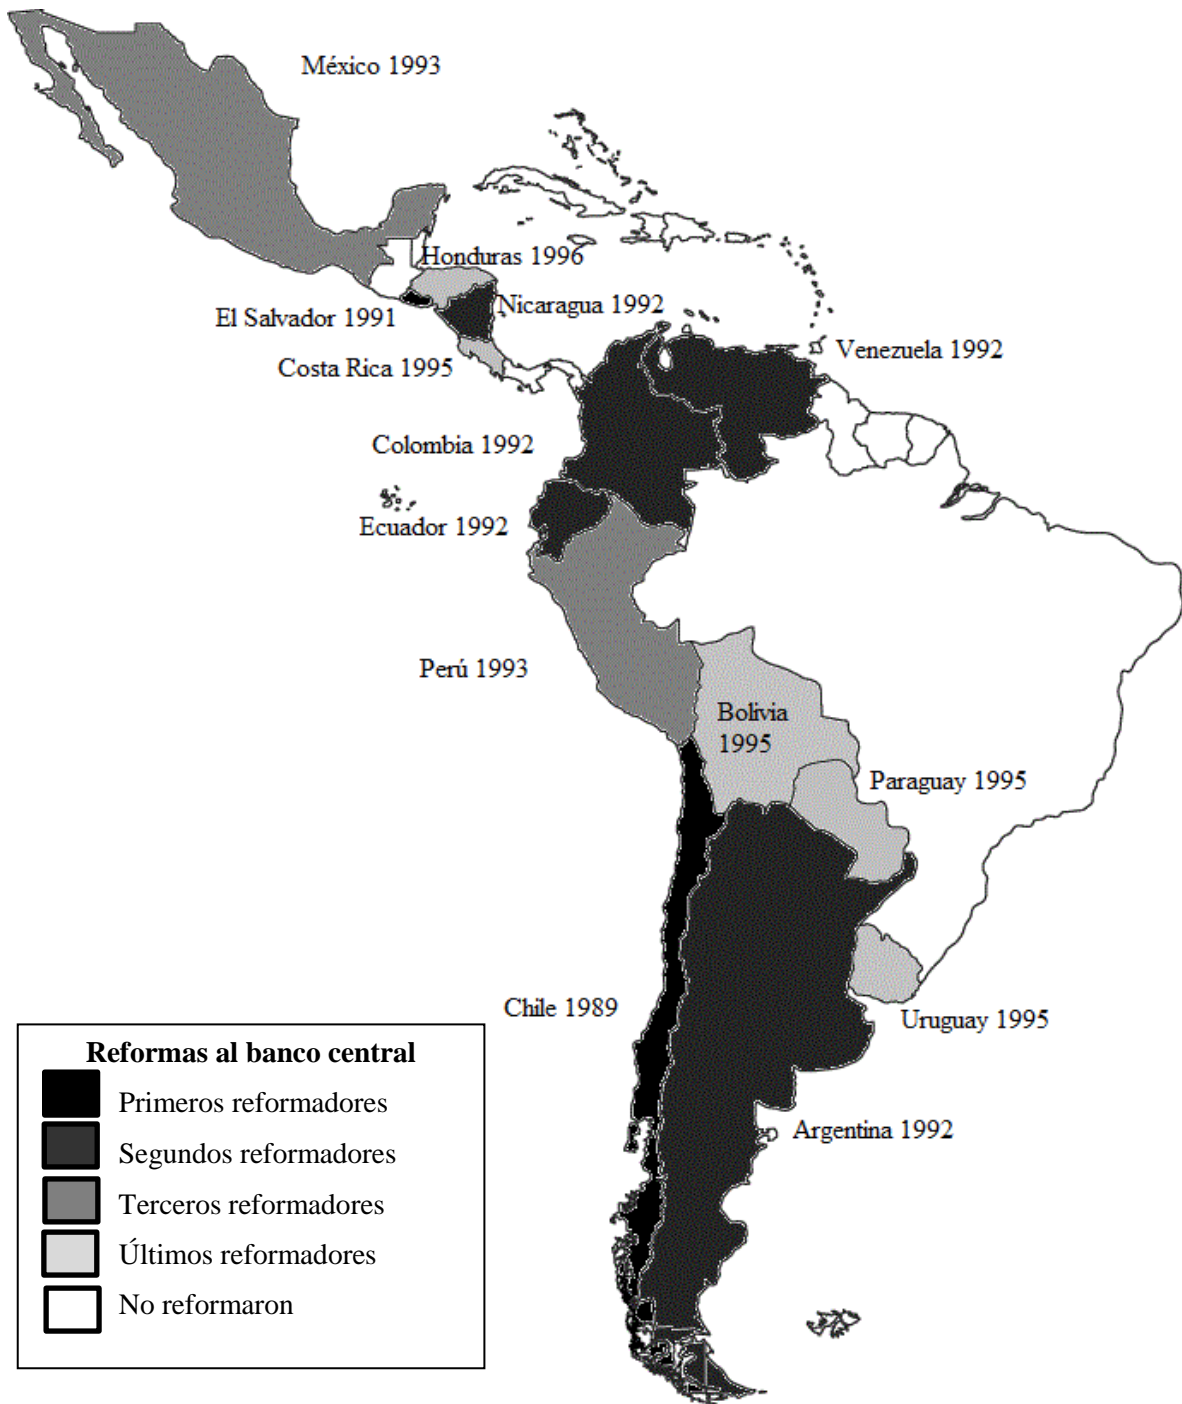 México 1993
Honduras 1996
Nicaragua 1992
El Salvador 1991
Venezuela 1992
Costa Rica 1995
Colombia 1992
Ecuador 1992
Perú 1993
Bolivia
1995
Paraguay 1995
Chile 1989
Uruguay 1995
Argentina 1992
Reformas al banco central
Primeros reformadores
Segundos reformadores
Terceros reformadores
Últimos reformadores
No reformaron